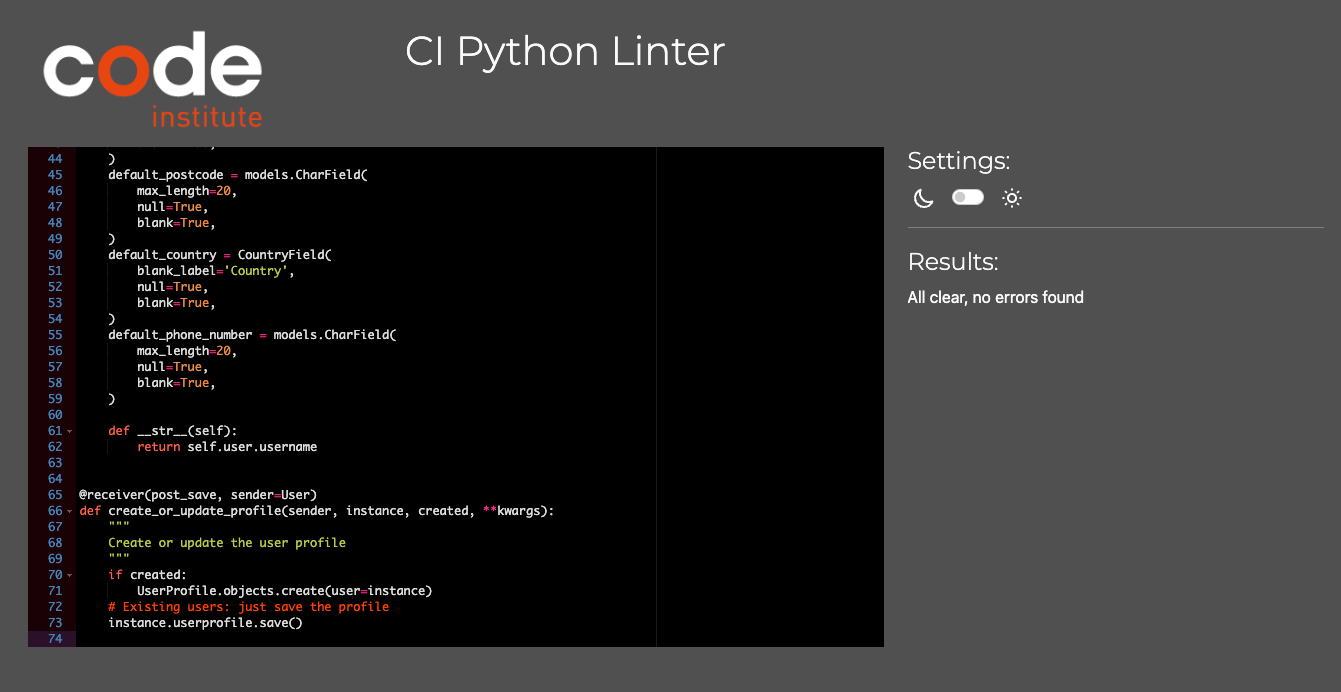 code
institute
CI Python Linter
44 )
45 default_postcode = models.CharField(
46 max_length=20,
47 null=True,
48 blank=True,
49 )
50 default_country = CountryField(
51 blank_label='Country',
52 null=True,
53 blank=True,
54 )
55 default_phone_number = models.CharField(
56 max_length=20,
57 null=True,
58 blank=True,
59 )
60
61 def __str__(self):
62 return self.user.username
63
64
65 @receiver(post_save, sender=User)
66 def create_or_update_profile(sender, instance, created, **kwargs):
67 """
68 Create or update the user profile
69 """
70 if created:
71 UserProfile.objects.create(user=instance)
72 # Existing users: just save the profile
73 instance.userprofile.save()
74
Settings:
Results:
All clear, no errors found